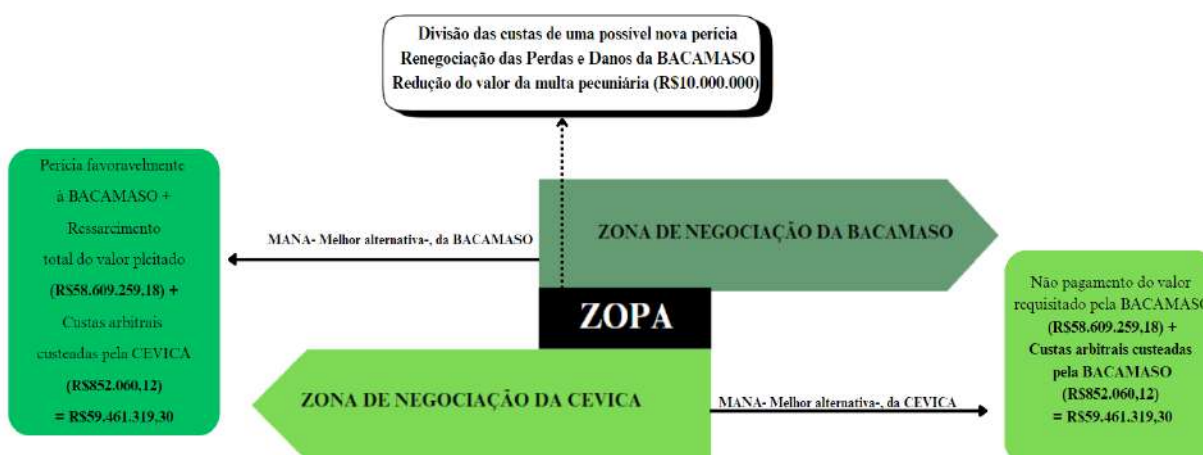 Divisão das custas de uma possível nova perícia
Renegociação das Perdas e Danos da BACAMASO
Redução do valor da multa pecuniária (R$10.000.000)
Perícia favoravelmente
à BACAMASO +
Ressarcimento
total do valor pleitado
(R$58.609.259,18) +
Custas arbitrais
custeadas pela CEVICA
(R$852.060,12)
= R$59.461.319,30
MANA- Melhor alternativa-, da BACAMASO
ZONA DE NEGOCIAÇÃO DA BACAMASO
ZOPA
ZONA DE NEGOCIAÇÃO DA CEVICA
MANA- Melhor alternativa-, da CEVICA
Não pagamento do valor
requisitado pela BACAMASO
(R$58.609.259,18) +
Custas arbitrais custeadas
pela BACAMASO
(R$852.060,12)
= R$59.461.319,30